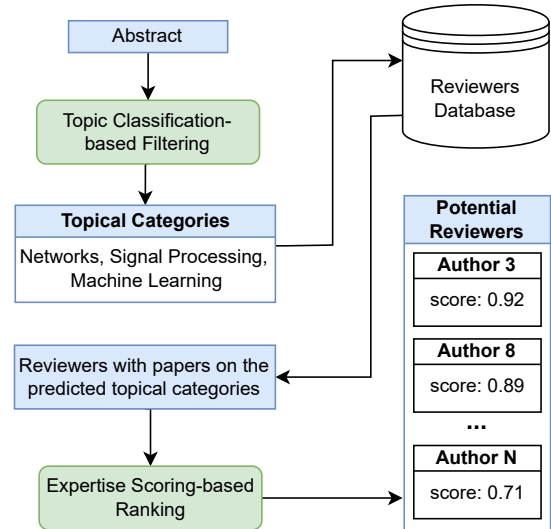 Abstract
Topic Classification-
based Filtering
Topical Categories
Networks, Signal Processing,
Machine Learning
Reviewers
Database
Reviewers with papers on the
predicted topical categories
Expertise Scoring-based
Ranking
Potential
Reviewers
Author 3
score: 0.92
Author 8
score: 0.89
...
Author N
score: 0.71